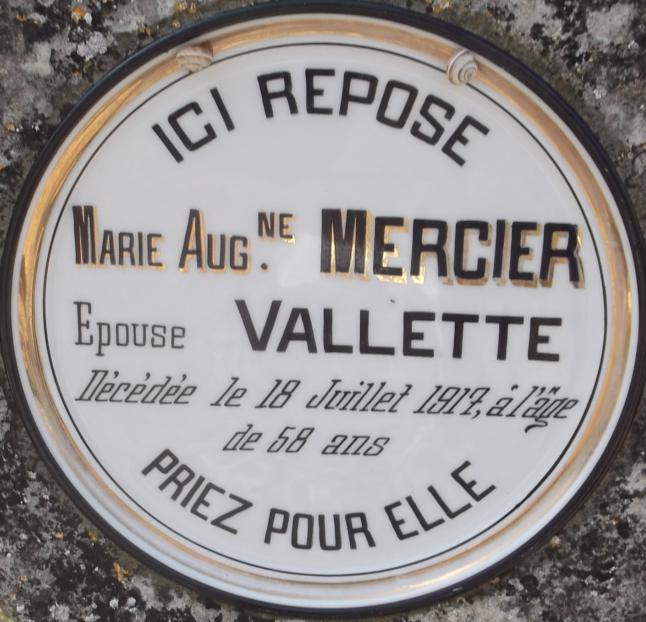 ICI REPOSE
MARIE AUG.NE MERCIER
Epouse VALLETTE
Décédée le 18 Juillet 1917, à l'âge
de 58 ans
PRIEZ POUR ELLE